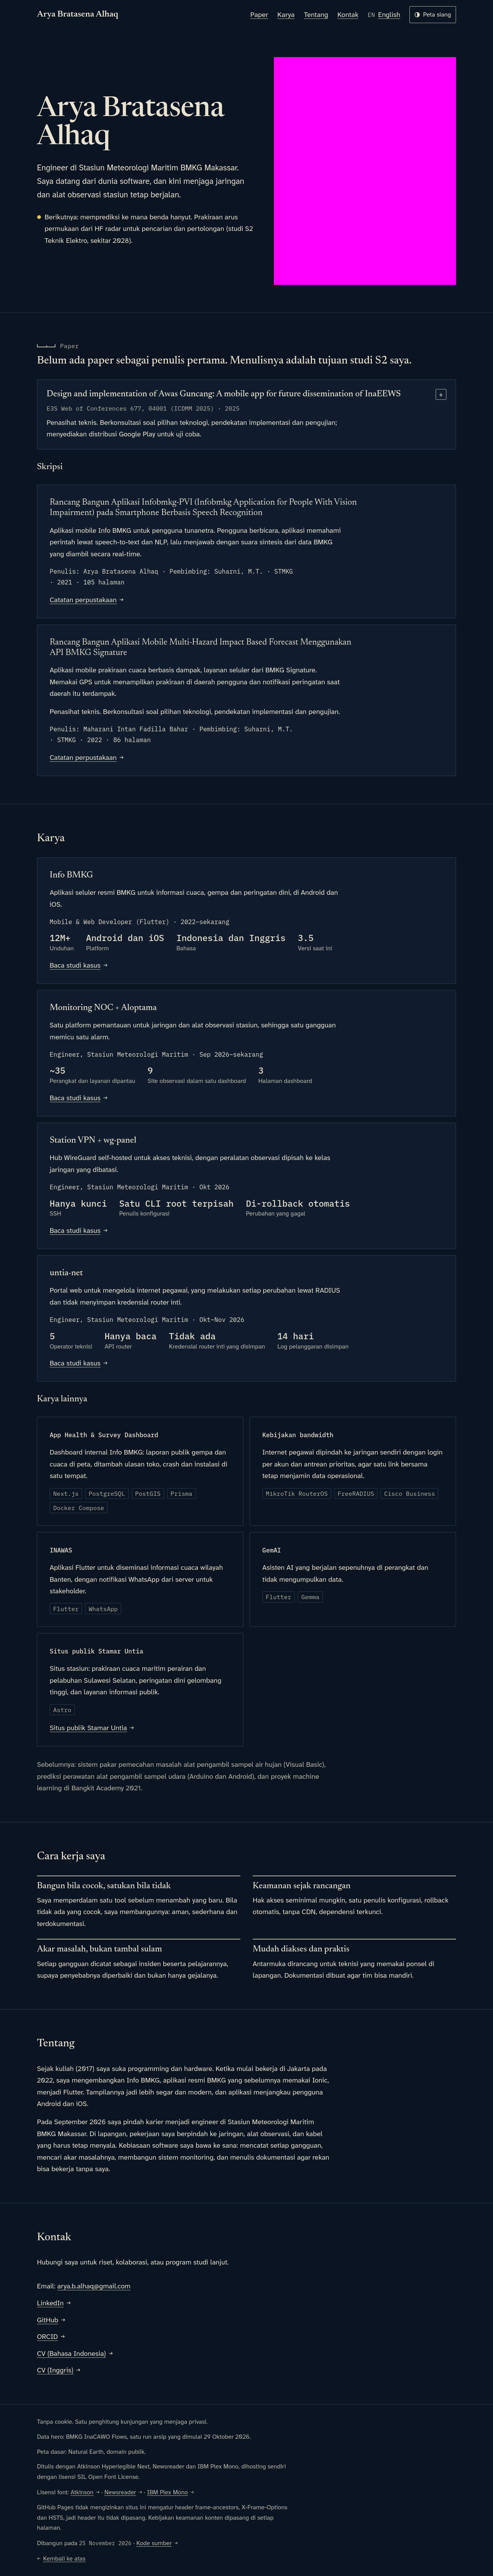 Arya Bratasena Alhaq
Paper Karya Tentang Kontak EN English Peta siang
Arya Bratasena
Alhaq
Engineer di Stasiun Meteorologi Maritim BMKG Makassar.
Saya datang dari dunia software, dan kini menjaga jaringan
dan alat observasi stasiun tetap berjalan.
Berikutnya: memprediksi ke mana benda hanyut. Prakiraan arus
permukaan dari HF radar untuk pencarian dan pertolongan (studi S2
Teknik Elektro, sekitar 2028).
Paper
Belum ada paper sebagai penulis pertama. Menulisnya adalah tujuan studi S2 saya.
Design and implementation of Awas Guncang: A mobile app for future dissemination of InaEEWS
+
E3S Web of Conferences 677, 04001 (ICDMM 2025) · 2025
Penasihat teknis. Berkonsultasi soal pilihan teknologi, pendekatan implementasi dan pengujian;
menyediakan distribusi Google Play untuk uji coba.
Skripsi
Rancang Bangun Aplikasi Infobmkg-PVI (Infobmkg Application for People With Vision
Impairment) pada Smartphone Berbasis Speech Recognition
Aplikasi mobile Info BMKG untuk pengguna tunanetra. Pengguna berbicara, aplikasi memahami
perintah lewat speech-to-text dan NLP, lalu menjawab dengan suara sintesis dari data BMKG
yang diambil secara real-time.
Penulis: Arya Bratasena Alhaq · Pembimbing: Suharni, M.T. · STMKG
· 2021 · 105 halaman
Catatan perpustakaan →
Rancang Bangun Aplikasi Mobile Multi-Hazard Impact Based Forecast Menggunakan
API BMKG Signature
Aplikasi mobile prakiraan cuaca berbasis dampak, layanan seluler dari BMKG Signature.
Memakai GPS untuk menampilkan prakiraan di daerah pengguna dan notifikasi peringatan saat
daerah itu terdampak.
Penasihat teknis. Berkonsultasi soal pilihan teknologi, pendekatan implementasi dan pengujian.
Penulis: Maharani Intan Fadilla Bahar · Pembimbing: Suharni, M.T.
· STMKG · 2022 · 86 halaman
Catatan perpustakaan →
Karya
Info BMKG
Aplikasi seluler resmi BMKG untuk informasi cuaca, gempa dan peringatan dini, di Android dan
iOS.
Mobile & Web Developer (Flutter) · 2022–sekarang
12M+ Android dan iOS Indonesia dan Inggris 3.5
Unduhan Platform Bahasa Versi saat ini
Baca studi kasus →
Monitoring NOC + Aloptama
Satu platform pemantauan untuk jaringan dan alat observasi stasiun, sehingga satu gangguan
memicu satu alarm.
Engineer, Stasiun Meteorologi Maritim · Sep 2026–sekarang
~35 9 3
Perangkat dan layanan dipantau Site observasi dalam satu dashboard Halaman dashboard
Baca studi kasus →
Station VPN + wg-panel
Hub WireGuard self-hosted untuk akses teknisi, dengan peralatan observasi dipisah ke kelas
jaringan yang dibatasi.
Engineer, Stasiun Meteorologi Maritim · Okt 2026
Hanya kunci Satu CLI root terpisah Di-rollback otomatis
SSH Penulis konfigurasi Perubahan yang gagal
Baca studi kasus →
untia-net
Portal web untuk mengelola internet pegawai, yang melakukan setiap perubahan lewat RADIUS
dan tidak menyimpan kredensial router inti.
Engineer, Stasiun Meteorologi Maritim · Okt–Nov 2026
5 Hanya baca Tidak ada 14 hari
Operator teknisi API router Kredensial router inti yang disimpan Log pelanggaran disimpan
Baca studi kasus →
Karya lainnya
App Health & Survey Dashboard
Dashboard internal Info BMKG: laporan publik gempa dan
cuaca di peta, ditambah ulasan toko, crash dan instalasi di
satu tempat.
Next.js PostgreSQL PostGIS Prisma
Docker Compose
Kebijakan bandwidth
Internet pegawai dipindah ke jaringan sendiri dengan login
per akun dan antrean prioritas, agar satu link bersama
tetap menjamin data operasional.
MikroTik RouterOS FreeRADIUS Cisco Business
INAWAS
Aplikasi Flutter untuk diseminasi informasi cuaca wilayah
Banten, dengan notifikasi WhatsApp dari server untuk
stakeholder.
Flutter WhatsApp
GemAI
Asisten AI yang berjalan sepenuhnya di perangkat dan
tidak mengumpulkan data.
Flutter Gemma
Situs publik Stamar Untia
Situs stasiun: prakiraan cuaca maritim perairan dan
pelabuhan Sulawesi Selatan, peringatan dini gelombang
tinggi, dan layanan informasi publik.
Astro
Situs publik Stamar Untia →
Sebelumnya: sistem pakar pemecahan masalah alat pengambil sampel air hujan (Visual Basic),
prediksi perawatan alat pengambil sampel udara (Arduino dan Android), dan proyek machine
learning di Bangkit Academy 2021.
Cara kerja saya
Bangun bila cocok, satukan bila tidak
Saya memperdalam satu tool sebelum menambah yang baru. Bila
tidak ada yang cocok, saya membangunnya: aman, sederhana dan
terdokumentasi.
Keamanan sejak rancangan
Hak akses seminimal mungkin, satu penulis konfigurasi, rollback
otomatis, tanpa CDN, dependensi terkunci.
Akar masalah, bukan tambal sulam
Setiap gangguan dicatat sebagai insiden beserta pelajarannya,
supaya penyebabnya diperbaiki dan bukan hanya gejalanya.
Mudah diakses dan praktis
Antarmuka dirancang untuk teknisi yang memakai ponsel di
lapangan. Dokumentasi dibuat agar tim bisa mandiri.
Tentang
Sejak kuliah (2017) saya suka programming dan hardware. Ketika mulai bekerja di Jakarta pada
2022, saya mengembangkan Info BMKG, aplikasi resmi BMKG yang sebelumnya memakai Ionic,
menjadi Flutter. Tampilannya jadi lebih segar dan modern, dan aplikasi menjangkau pengguna
Android dan iOS.
Pada September 2026 saya pindah karier menjadi engineer di Stasiun Meteorologi Maritim
BMKG Makassar. Di lapangan, pekerjaan saya berpindah ke jaringan, alat observasi, dan kabel
yang harus tetap menyala. Kebiasaan software saya bawa ke sana: mencatat setiap gangguan,
mencari akar masalahnya, membangun sistem monitoring, dan menulis dokumentasi agar rekan
bisa bekerja tanpa saya.
Kontak
Hubungi saya untuk riset, kolaborasi, atau program studi lanjut.
Email: arya.b.alhaq@gmail.com
LinkedIn →
GitHub →
ORCID →
CV (Bahasa Indonesia) →
CV (Inggris) →
Tanpa cookie. Satu penghitung kunjungan yang menjaga privasi.
Data hero: BMKG InaCAWO Flows, satu run arsip yang dimulai 29 Oktober 2026.
Peta dasar: Natural Earth, domain publik.
Ditulis dengan Atkinson Hyperlegible Next, Newsreader dan IBM Plex Mono, dihosting sendiri
dengan lisensi SIL Open Font License.
Lisensi font: Atkinson → · Newsreader → · IBM Plex Mono →
GitHub Pages tidak mengizinkan situs ini mengatur header frame-ancestors, X-Frame-Options
dan HSTS, jadi header itu tidak dipasang. Kebijakan keamanan konten dipasang di setiap
halaman.
Dibangun pada 25 November 2026 · Kode sumber →
← Kembali ke atas